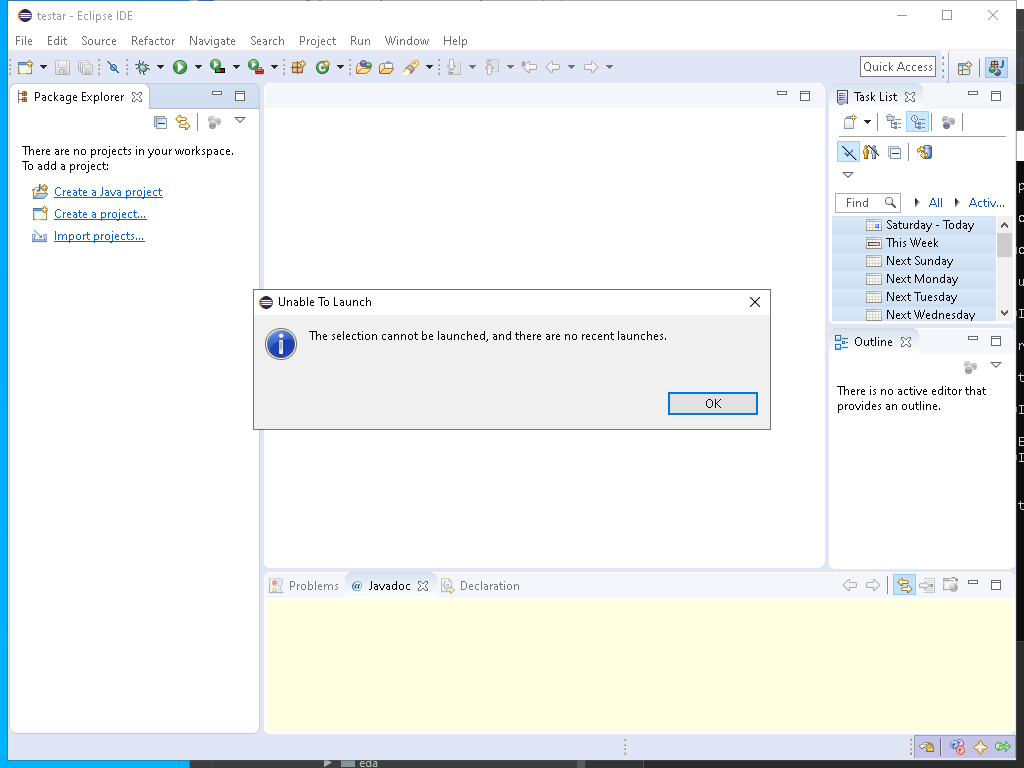 testar - Eclipse IDE
File Edit Source Refactor Navigate Search Project Run Window Help
Quick Access
Package Explorer
There are no projects in your workspace.
To add a project:
Create a Java project
Create a project...
Import projects...
Task List
Find
All
Activ...
Saturday - Today
This Week
Next Sunday
Next Monday
Next Tuesday
Next Wednesday
Unable To Launch
The selection cannot be launched, and there are no recent launches.
OK
Outline
There is no active editor that
provides an outline.
Problems @ Javadoc Declaration
eda